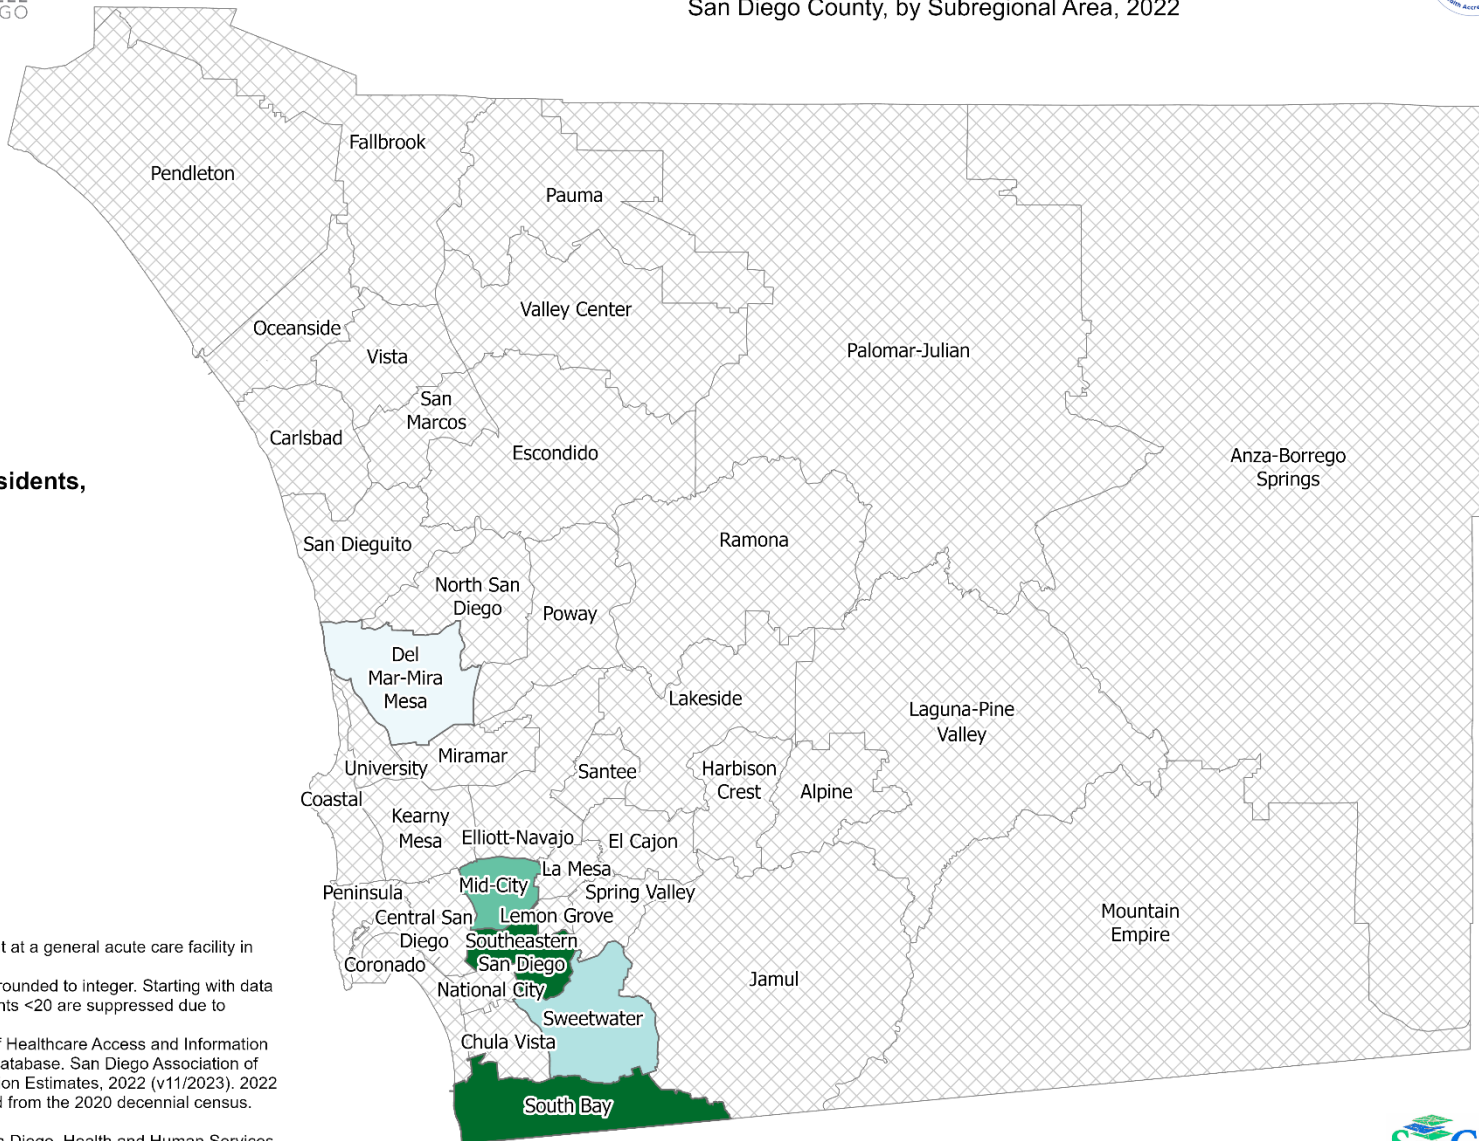 GO
San Diego County, by Subregional Area, 2022
Fallbrook
Pendleton
Pauma
Valley Center
Oceanside
Vista
Palomar-Julian
San
Marcos
Carlsbad
Escondido
Anza-Borrego
Springs
sidents,
San Dieguito
Ramona
North San
Diego
Poway
Del
Mar-Mira
Mesa
Lakeside
Laguna-Pine
Valley
Miramar
University
Santee
Harbison
Crest
Alpine
Coastal
Kearny
Mesa
Elliott-Navajo
El Cajon
La Mesa
Mid-City
Peninsula
Spring Valley
Central San
Diego
Lemon Grove
Mountain
Empire
Southeastern
San Diego
Coronado
Jamul
National City
Sweetwater
Chula Vista
South Bay
t at a general acute care facility in
rounded to integer. Starting with data
nts <20 are suppressed due to
f Healthcare Access and Information
atabase. San Diego Association of
on Estimates, 2022 (v11/2023). 2022
d from the 2020 decennial census.
n Diego, Health and Human Services
S C